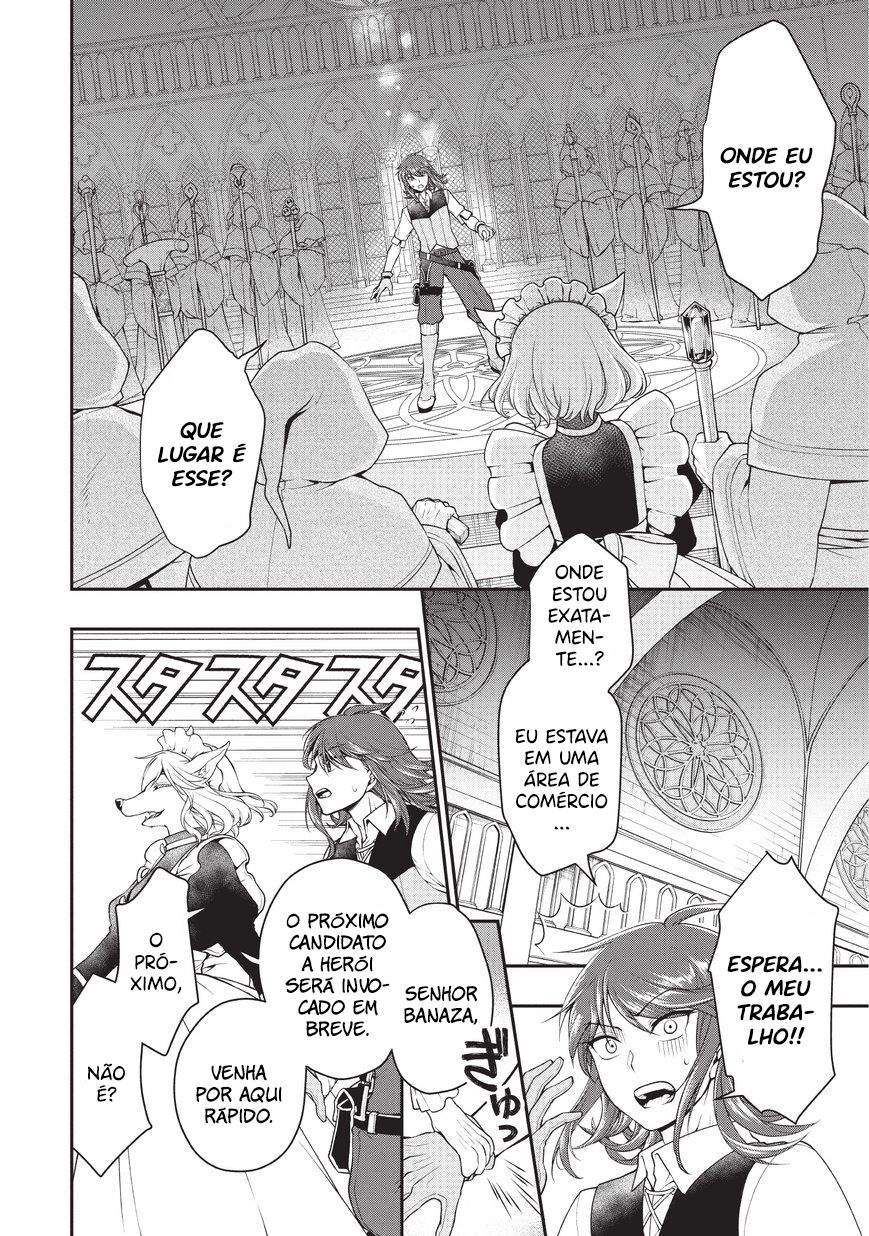 ONDE EU
ESTOU?
QUE
LUGAR É
ESSE?
ONDE
ESTOU
EXATA-
MEN-
TE...?
EU ESTAVA
EM UMA
ÁREA DE
COMÉRCIO
...
ESPERA...
O MEU
TRABA-
LHO!!
ぎゅっ
SENHOR
BANAZA,
O PRÓXIMO
CANDIDATO
A HERÓI
SERÁ INVO-
CADO EM
BREVE.
VENHA
POR AQUI
RÁPIDO.
スタスタスタ
O
PRÓ-
XIMO,
NÃO
É?